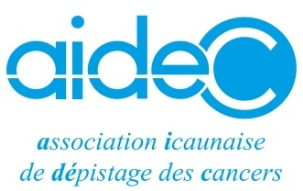 aideC
association icaunaise
de dépistage des cancers